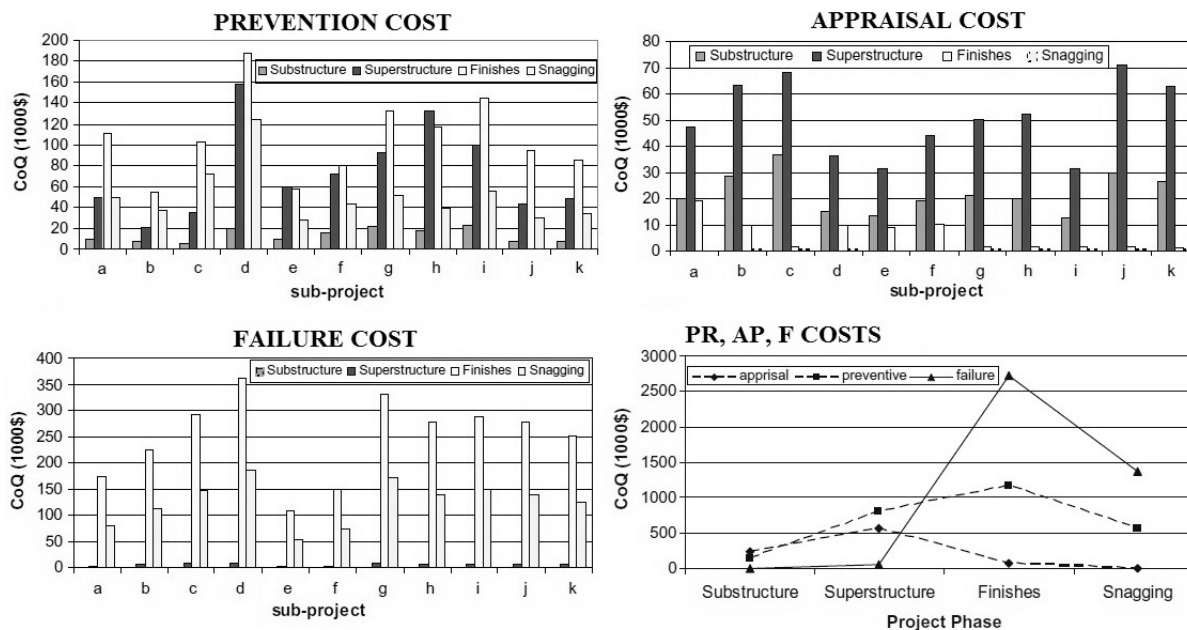 PREVENTION COST
200
180
160
140
120
100
80
60
40
20
0
CoQ (1000$)
Substructure Superstructure Finishes Snagging
a b c d e f g h i j k
sub-project
APPRAISAL COST
80
70
60
50
40
30
20
10
0
CoQ (1000$)
Substructure Superstructure Finishes Snagging
a b c d e f g h i j k
sub-project
FAILURE COST
400
350
300
250
200
150
100
50
0
CoQ (1000$)
Substructure Superstructure Finishes Snagging
a b c d e f g h i j k
sub-project
PR, AP, F COSTS
3000
2500
2000
1500
1000
500
0
CoQ (1000$)
apprisal preventive failure
Substructure Superstructure Finishes Snagging
Project Phase